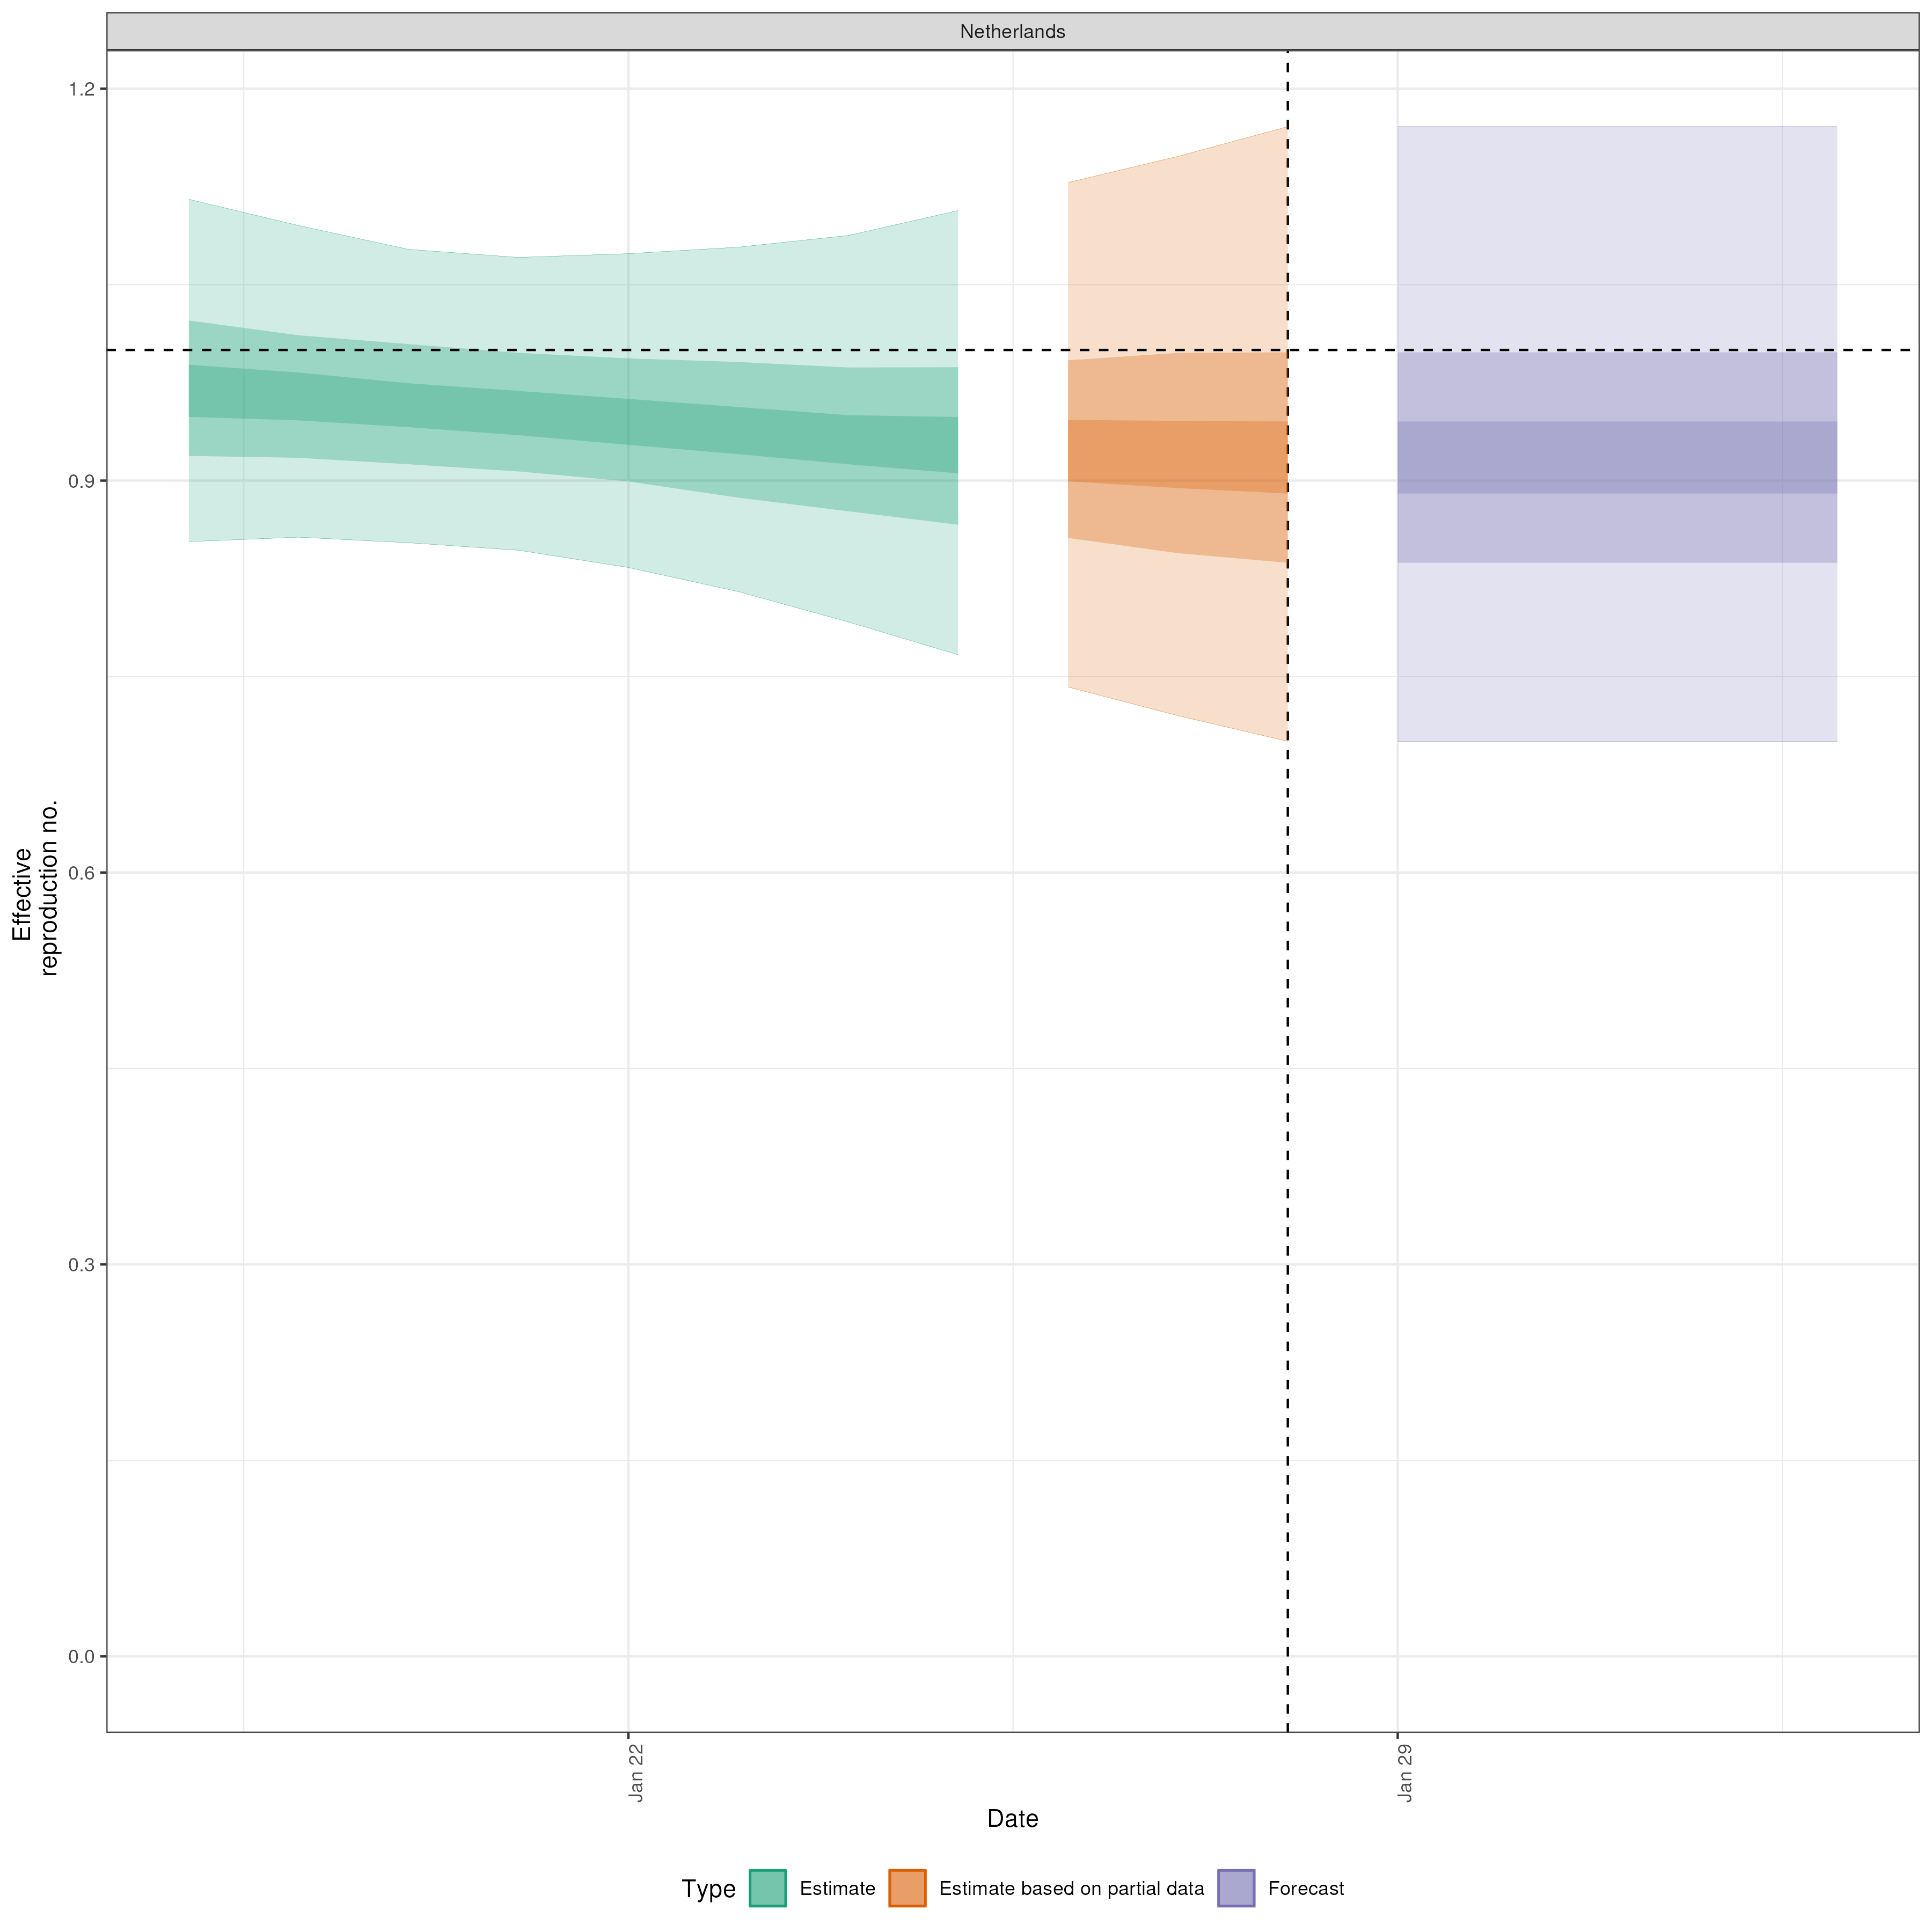 Netherlands
1.2
0.9
0.6
0.3
0.0
Effective
reproduction no.
Jan 22
Jan 29
Date
Type
Estimate
Estimate based on partial data
Forecast